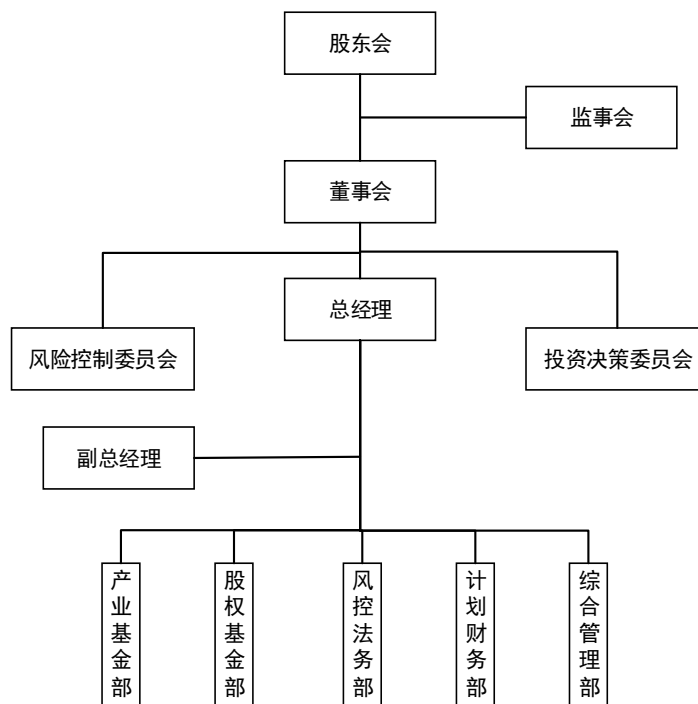 股东会
监事会
董事会
总经理
风险控制委员会
投资决策委员会
副总经理
产业基金部
股权基金部
风控法务部
计划财务部
综合管理部